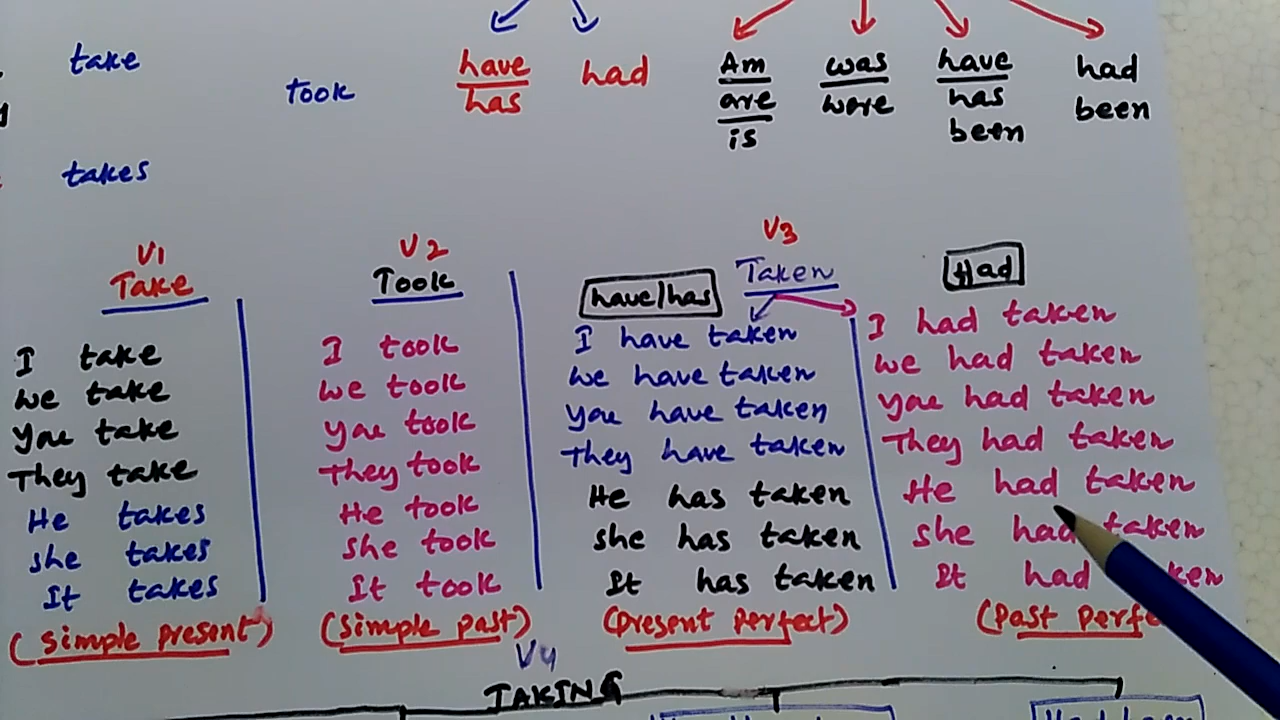 take
took
have
has
had
Am
are
is
was
were
have
has
been
had
been
takes
V1
Take
I take
we take
you take
They take
He takes
she takes
It takes
(simple present)
V2
Took
I took
we took
you took
They took
He took
she took
It took
(simple past)
V3
have/has Taken
I have taken
we have taken
you have taken
They have taken
He has taken
she has taken
It has taken
(present perfect)
Had
I had taken
we had taken
you had taken
They had taken
He had taken
she had taken
It had ken
(past perfe
V4
TAKING